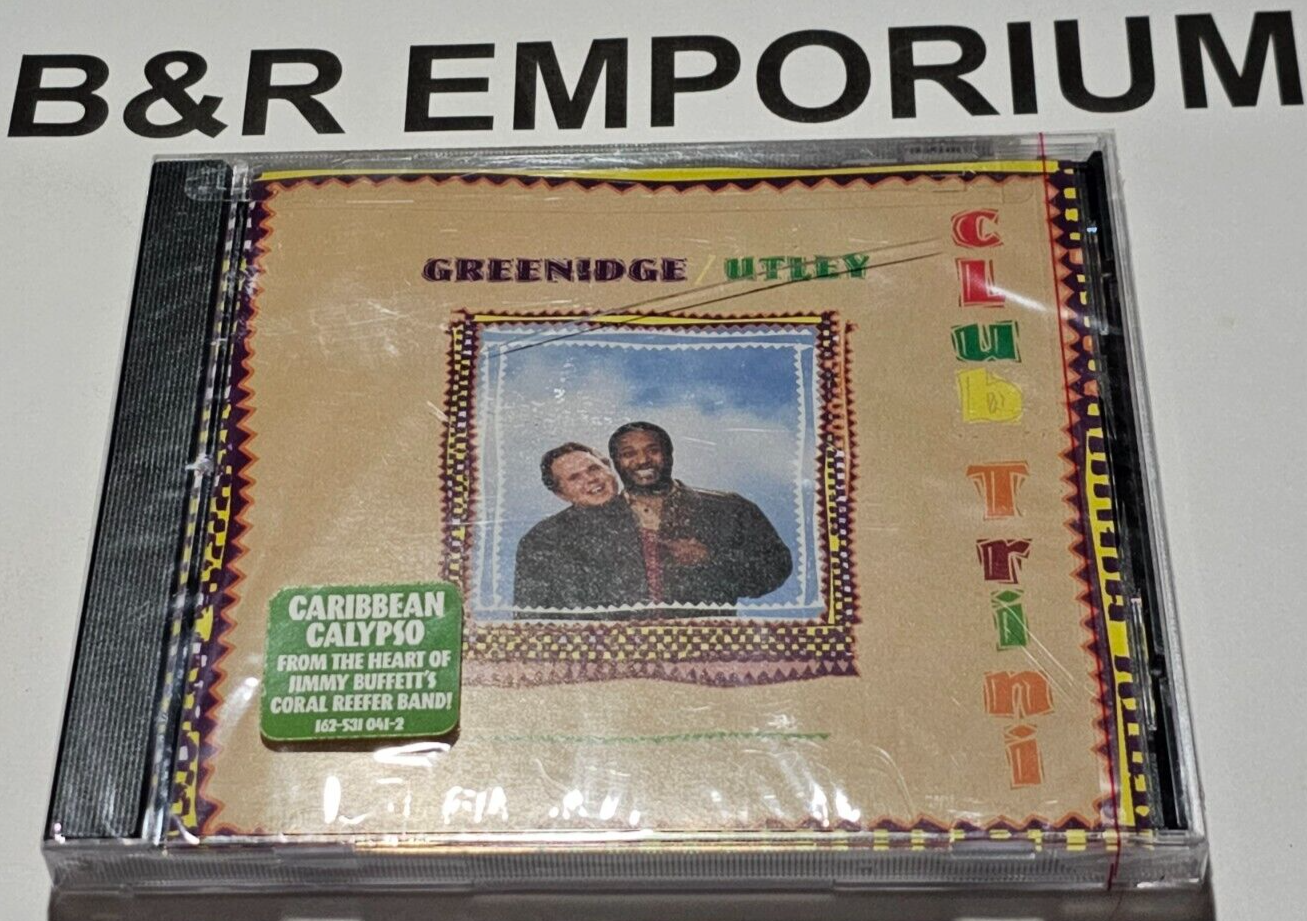 B&R EMPORIUM
GREENIDGE / UTLEY
CLub Trini
CARIBBEAN
CALYPSO
FROM THE HEART OF
JIMMY BUFFETT'S
CORAL REEFER BAND!
162-531 041-2